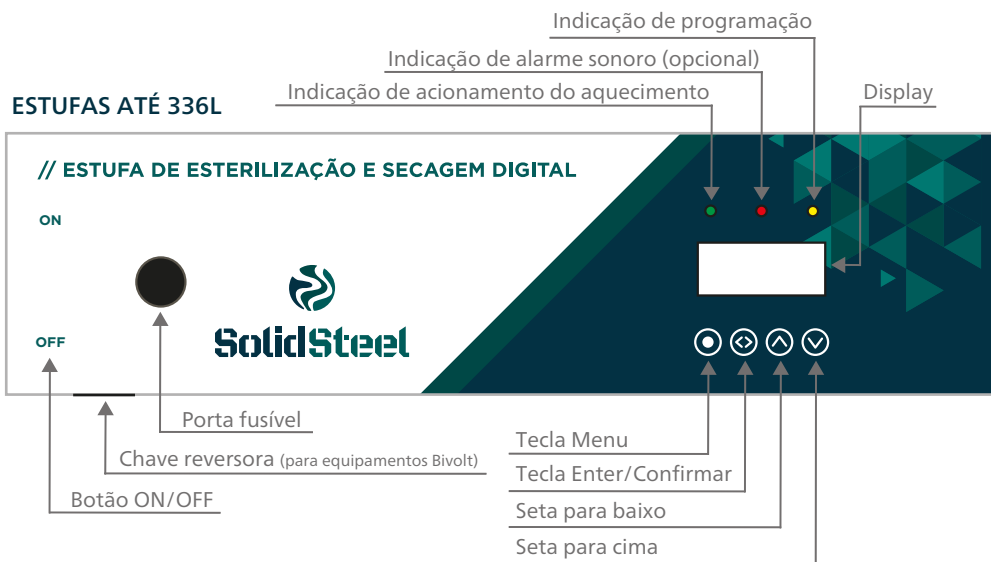 Indicação de programação
Indicação de alarme sonoro (opcional)
Indicação de acionamento do aquecimento
Display
ESTUFAS ATÉ 336L
// ESTUFA DE ESTERILIZAÇÃO E SECAGEM DIGITAL
ON
OFF
SolidSteel
Porta fusível
Chave reversora (para equipamentos Bivolt)
Botão ON/OFF
Tecla Menu
Tecla Enter/Confirmar
Seta para baixo
Seta para cima